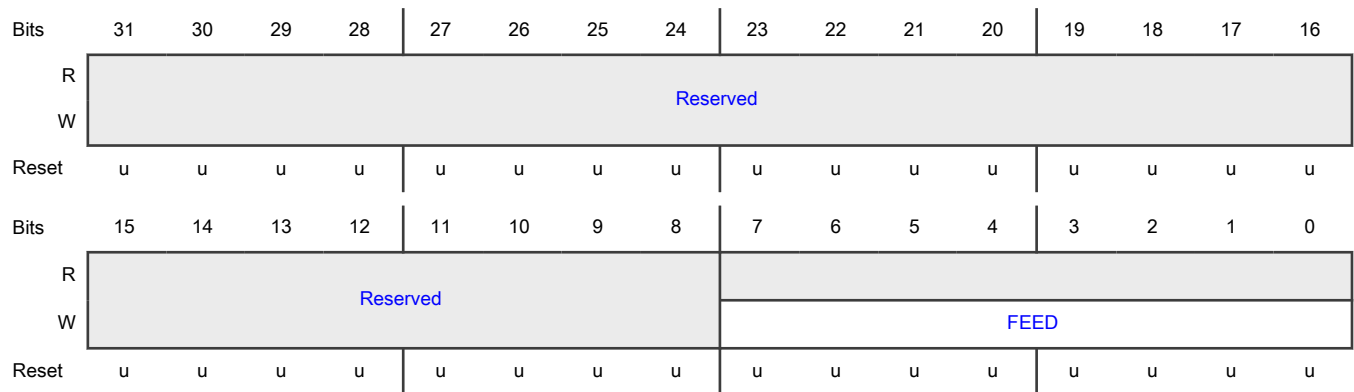 Bits 31 30 29 28 27 26 25 24 23 22 21 20 19 18 17 16
R
Reserved
W
Reset u u u u u u u u u u u u u u u u
Bits 15 14 13 12 11 10 9 8 7 6 5 4 3 2 1 0
R
Reserved
W FEED
Reset u u u u u u u u u u u u u u u u